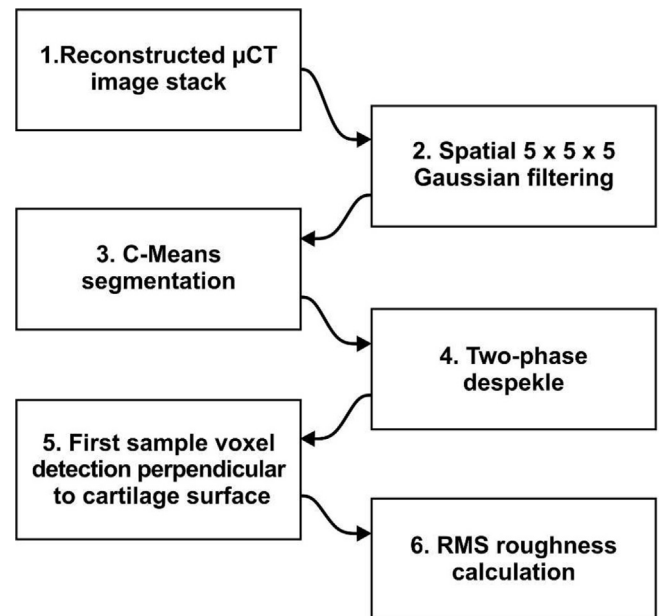 1.Reconstructed µCT
image stack
2. Spatial 5 x 5 x 5
Gaussian filtering
3. C-Means
segmentation
4. Two-phase
despekle
5. First sample voxel
detection perpendicular
to cartilage surface
6. RMS roughness
calculation